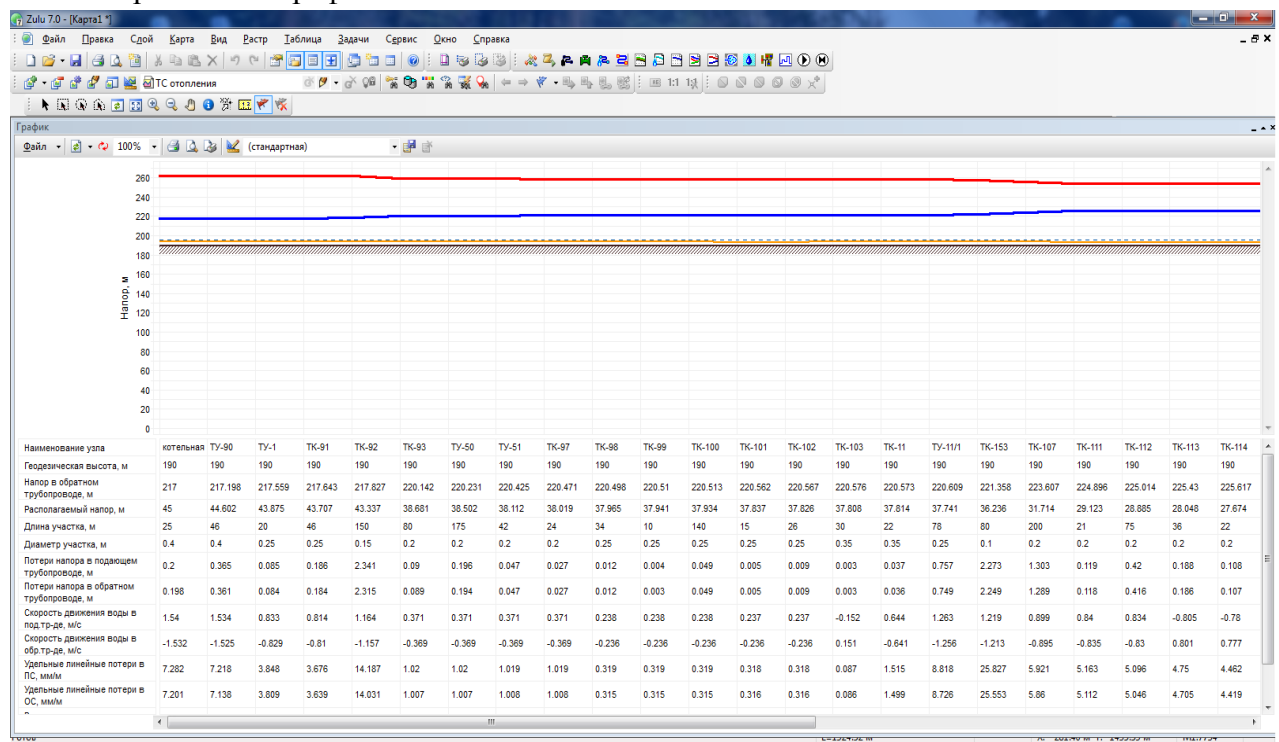 Zulu 7.0 - [Карта1 *]
Файл Правка Слой Карта Вид Растр Таблица Задачи Сервис Окно Справка
ТС отопления 1:1
График
Файл 100% (стандартная)
260
240
220
200
180
160
140
120
100
80
60
40
20
0
Напор, м
Наименование узла котельная ТУ-90 ТУ-1 ТК-91 ТК-92 ТК-93 ТУ-50 ТУ-51 ТК-97 ТК-98 ТК-99 ТК-100 ТК-101 ТК-102 ТК-103 ТК-11 ТУ-11/1 ТК-153 ТК-107 ТК-111 ТК-112 ТК-113 ТК-114
Геодезическая высота, м 190 190 190 190 190 190 190 190 190 190 190 190 190 190 190 190 190 190 190 190 190 190 190
Напор в обратном
трубопроводе, м 217 217.198 217.559 217.643 217.827 220.142 220.231 220.425 220.471 220.498 220.51 220.513 220.562 220.567 220.576 220.573 220.609 221.358 223.607 224.896 225.014 225.43 225.617
Располагаемый напор, м 45 44.602 43.875 43.707 43.337 38.681 38.502 38.112 38.019 37.965 37.941 37.934 37.837 37.826 37.808 37.814 37.741 36.236 31.714 29.123 28.885 28.048 27.674
Длина участка, м 25 46 20 46 150 80 175 42 24 34 10 140 15 26 30 22 78 80 200 21 75 36 22
Диаметр участка, м 0.4 0.4 0.25 0.25 0.15 0.2 0.2 0.2 0.2 0.25 0.25 0.25 0.25 0.25 0.35 0.35 0.25 0.1 0.2 0.2 0.2 0.2 0.2
Потери напора в подающем
трубопроводе, м 0.2 0.365 0.085 0.186 2.341 0.09 0.196 0.047 0.027 0.012 0.004 0.049 0.005 0.009 0.003 0.037 0.757 2.273 1.303 0.119 0.42 0.188 0.108
Потери напора в обратном
трубопроводе, м 0.198 0.361 0.084 0.184 2.315 0.089 0.194 0.047 0.027 0.012 0.003 0.049 0.005 0.009 0.003 0.036 0.749 2.249 1.289 0.118 0.416 0.186 0.107
Скорость движения воды в
под.тр-де, м/с 1.54 1.534 0.833 0.814 1.164 0.371 0.371 0.371 0.371 0.238 0.238 0.238 0.237 0.237 -0.152 0.644 1.263 1.219 0.899 0.84 0.834 -0.805 -0.78
Скорость движения воды в
обр.тр-де, м/с -1.532 -1.525 -0.829 -0.81 -1.157 -0.369 -0.369 -0.369 -0.369 -0.236 -0.236 -0.236 -0.236 -0.236 0.151 -0.641 -1.256 -1.213 -0.895 -0.835 -0.83 0.801 0.777
Удельные линейные потери в
ПС, мм/м 7.282 7.218 3.848 3.676 14.187 1.02 1.02 1.019 1.019 0.319 0.319 0.319 0.318 0.318 0.087 1.515 8.818 25.827 5.921 5.163 5.096 4.75 4.462
Удельные линейные потери в
ОС, мм/м 7.201 7.138 3.809 3.639 14.031 1.007 1.007 1.008 1.008 0.315 0.315 0.315 0.316 0.316 0.086 1.499 8.726 25.553 5.86 5.112 5.046 4.705 4.419